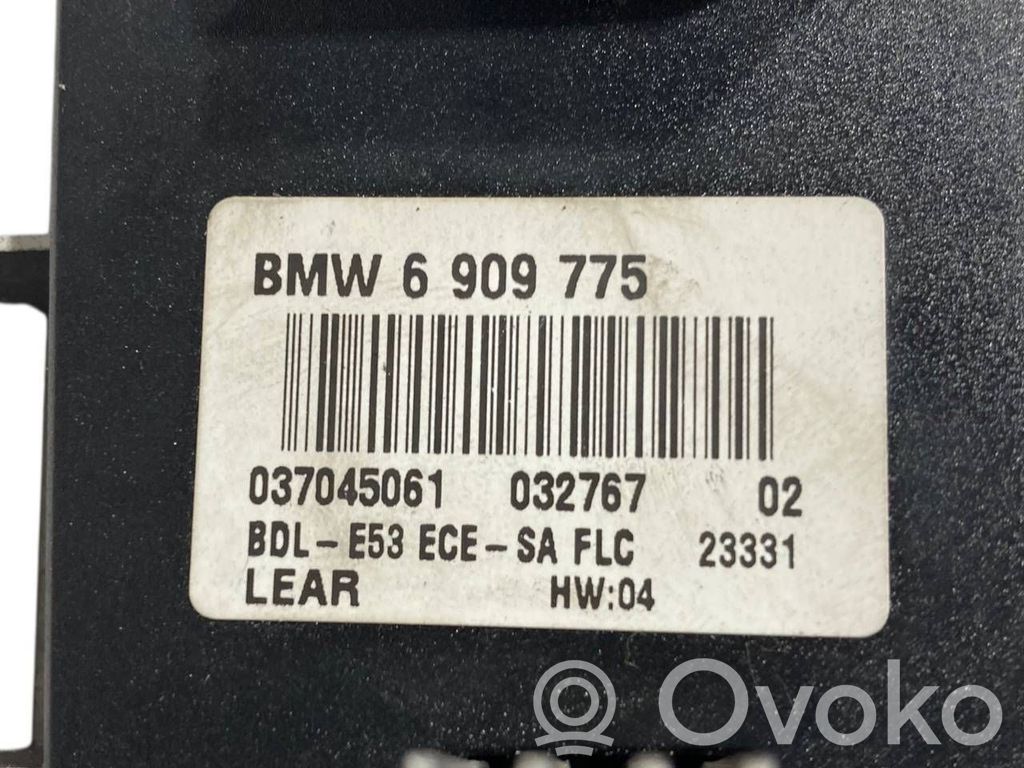 BMW 6 909 775
037045061 032767 02
BDL-E53 ECE-SA FLC 23331
LEAR HW:04
Ovoko